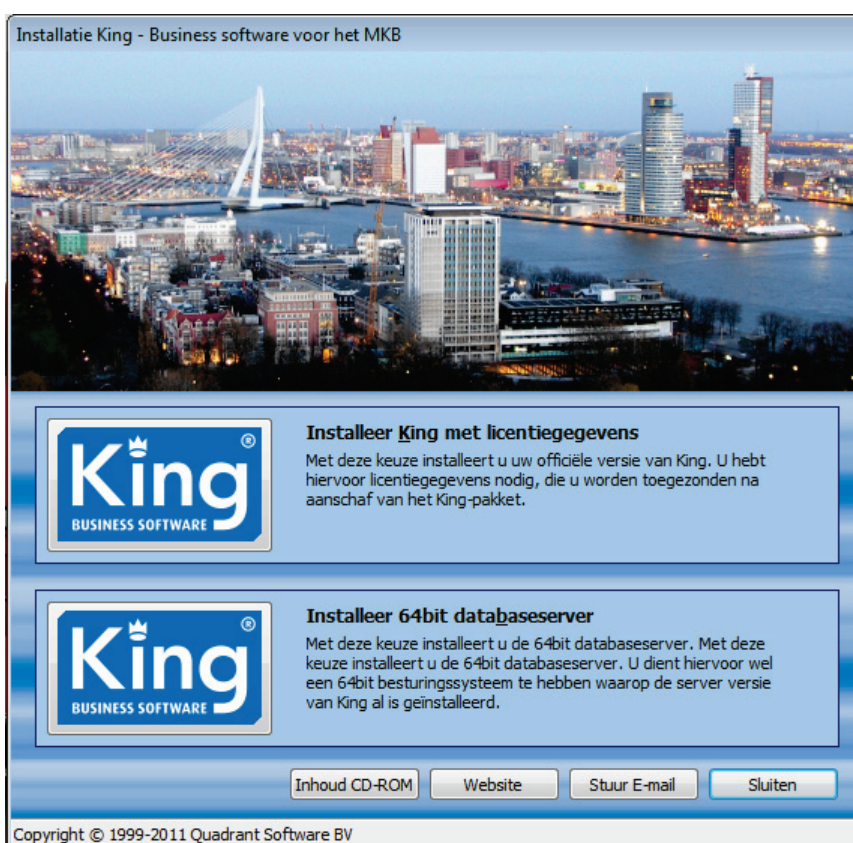 Installatie King - Business software voor het MKB
King®
BUSINESS SOFTWARE
Installeer King met licentiegegevens
Met deze keuze installeert u uw officiële versie van King. U hebt
hiervoor licentiegegevens nodig, die u worden toegezonden na
aanschaf van het King-pakket.
King®
BUSINESS SOFTWARE
Installeer 64bit databaseserver
Met deze keuze installeert u de 64bit databaseserver. Met deze
keuze installeert u de 64bit databaseserver. U dient hiervoor wel
een 64bit besturingssysteem te hebben waarop de server versie
van King al is geïnstalleerd.
Inhoud CD-ROM
Website
Stuur E-mail
Sluiten
Copyright © 1999-2011 Quadrant Software BV